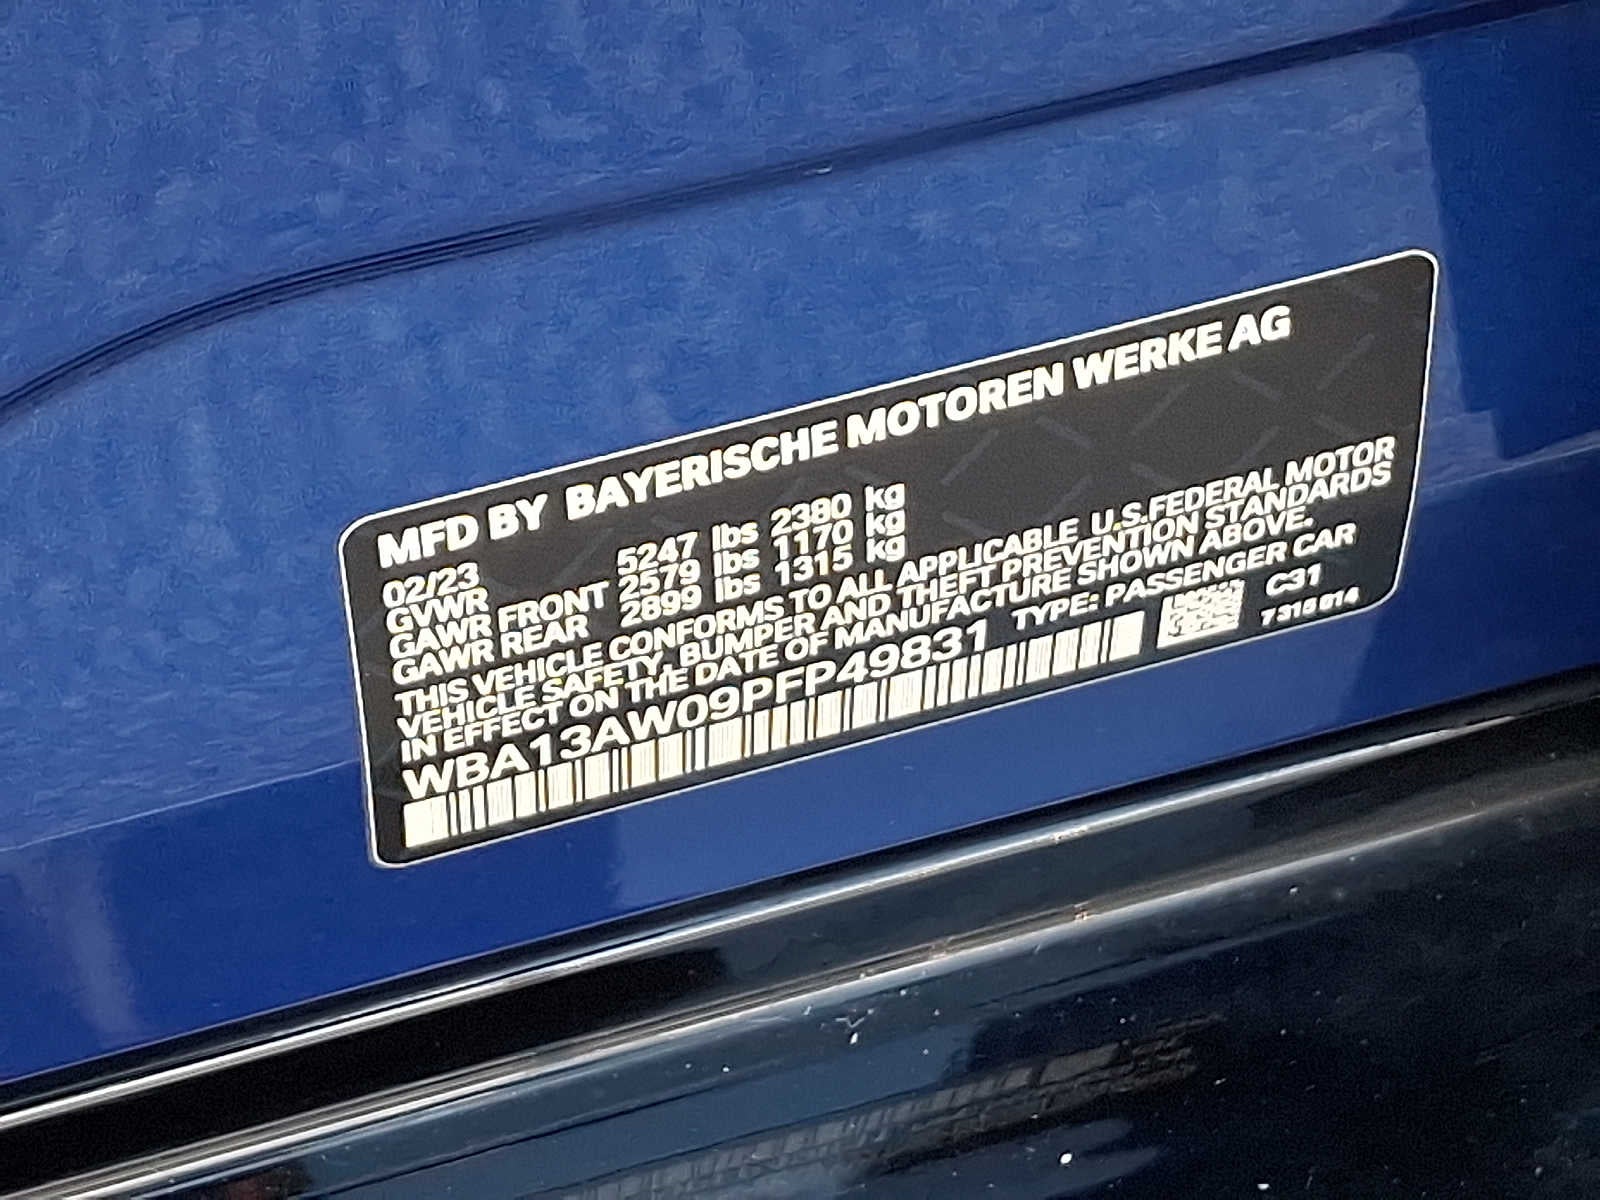 MFD BY BAYERISCHE MOTOREN WERKE AG
02/23
GVWR 5247 lbs 2380 kg
GAWR FRONT 2579 lbs 1170 kg
GAWR REAR 2899 lbs 1315 kg
THIS VEHICLE CONFORMS TO ALL APPLICABLE U.S.FEDERAL MOTOR
VEHICLE SAFETY, BUMPER AND THEFT PREVENTION STANDARDS
IN EFFECT ON THE DATE OF MANUFACTURE SHOWN ABOVE.
WBA13AW09PFP49831 TYPE: PASSENGER CAR
C31
7316014